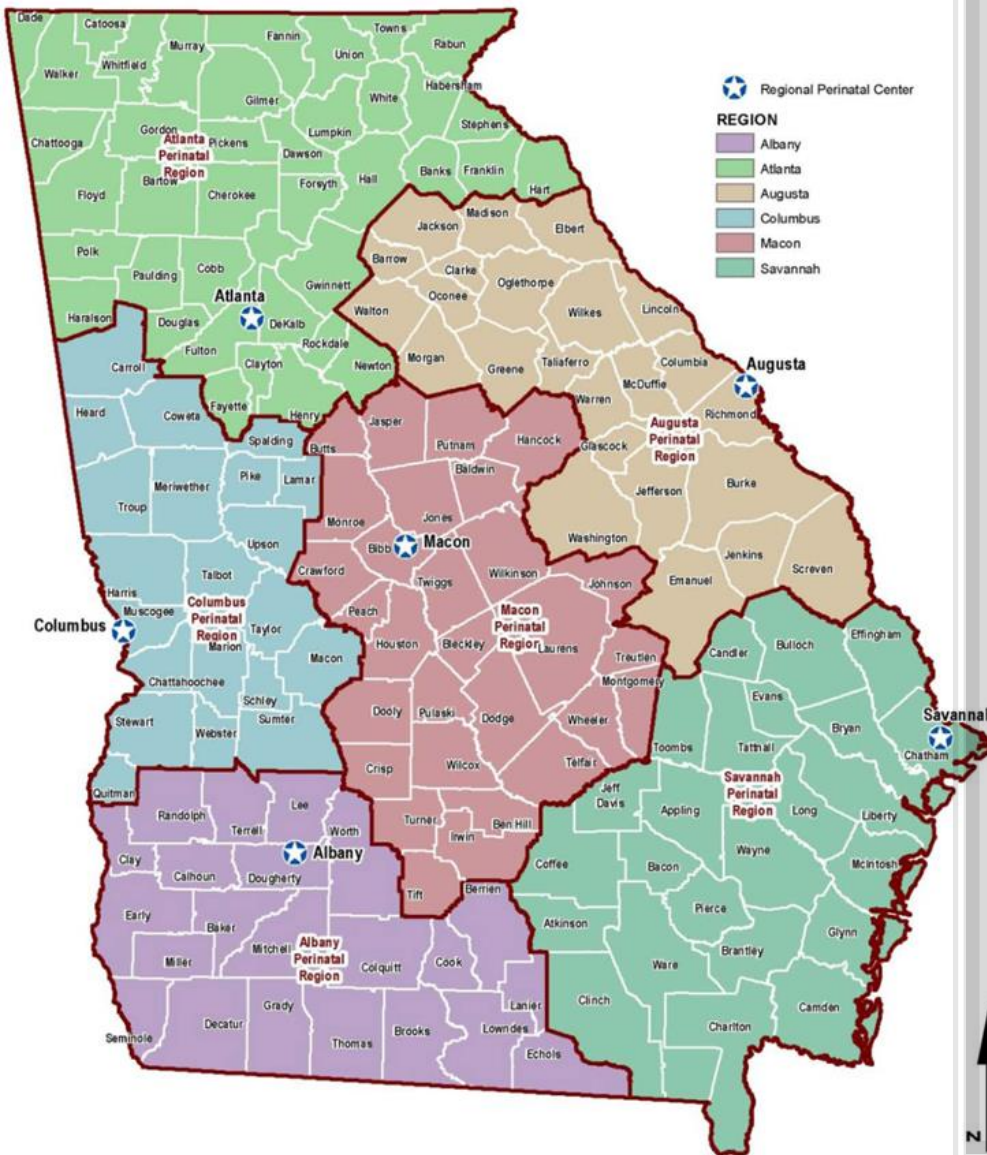 Dade
Catoosa
Fannin
Towns
Murray
Union
Rabun
Whitfield
Walker
Habersham
White
Gilmer
Stephens
Lumpkin
Gordon
Chattooga
Pickens
Atlanta
Perinatal
Region
Dawson
Banks
Franklin
Hall
Forsyth
Bartow
Hart
Floyd
Cherokee
Madison
Jackson
Elbert
Polk
Cobb
Barrow
Paulding
Clarke
Oglethorpe
Gwinnett
Oconee
Atlanta
Lincoln
Walton
Wilkes
Haralson
Douglas
DeKalb
Rockdale
Fulton
Morgan
Taliaferro
Columbia
Augusta
Carroll
Clayton
Newton
Greene
McDuffie
Warren
Fayette
Henry
Heard
Coweta
Jasper
Richmond
Spalding
Butts
Putnam
Hancock
Augusta
Perinatal
Region
Glascock
Baldwin
Pike
Lamar
Meriwether
Burke
Jefferson
Troup
Monroe
Jones
Washington
Upson
Bibb
Macon
Jenkins
Crawford
Wilkinson
Screven
Talbot
Twiggs
Johnson
Emanuel
Harris
Muscogee
Columbus
Perinatal
Region
Peach
Macon
Perinatal
Region
Columbus
Taylor
Marion
Houston
Bleckley
Laurens
Effingham
Bulloch
Candler
Macon
Treutlen
Chattahoochee
Montgomery
Schley
Evans
Dooly
Pulaski
Savannah
Stewart
Sumter
Dodge
Wheeler
Webster
Bryan
Toombs
Tattnall
Chatham
Telfair
Crisp
Wilcox
Savannah
Perinatal
Region
Quitman
Jeff
Davis
Lee
Randolph
Appling
Long
Liberty
Turner
Ben Hill
Terrell
Worth
Irwin
Albany
Wayne
Clay
Coffee
McIntosh
Bacon
Calhoun
Dougherty
Tift
Berrien
Pierce
Early
Atkinson
Baker
Glynn
Albany
Perinatal
Region
Mitchell
Brantley
Miller
Colquitt
Cook
Ware
Clinch
Grady
Lanier
Camden
Decatur
Brooks
Lowndes
Charlton
Seminole
Thomas
Echols
Regional Perinatal Center
REGION
Albany
Atlanta
Augusta
Columbus
Macon
Savannah
N